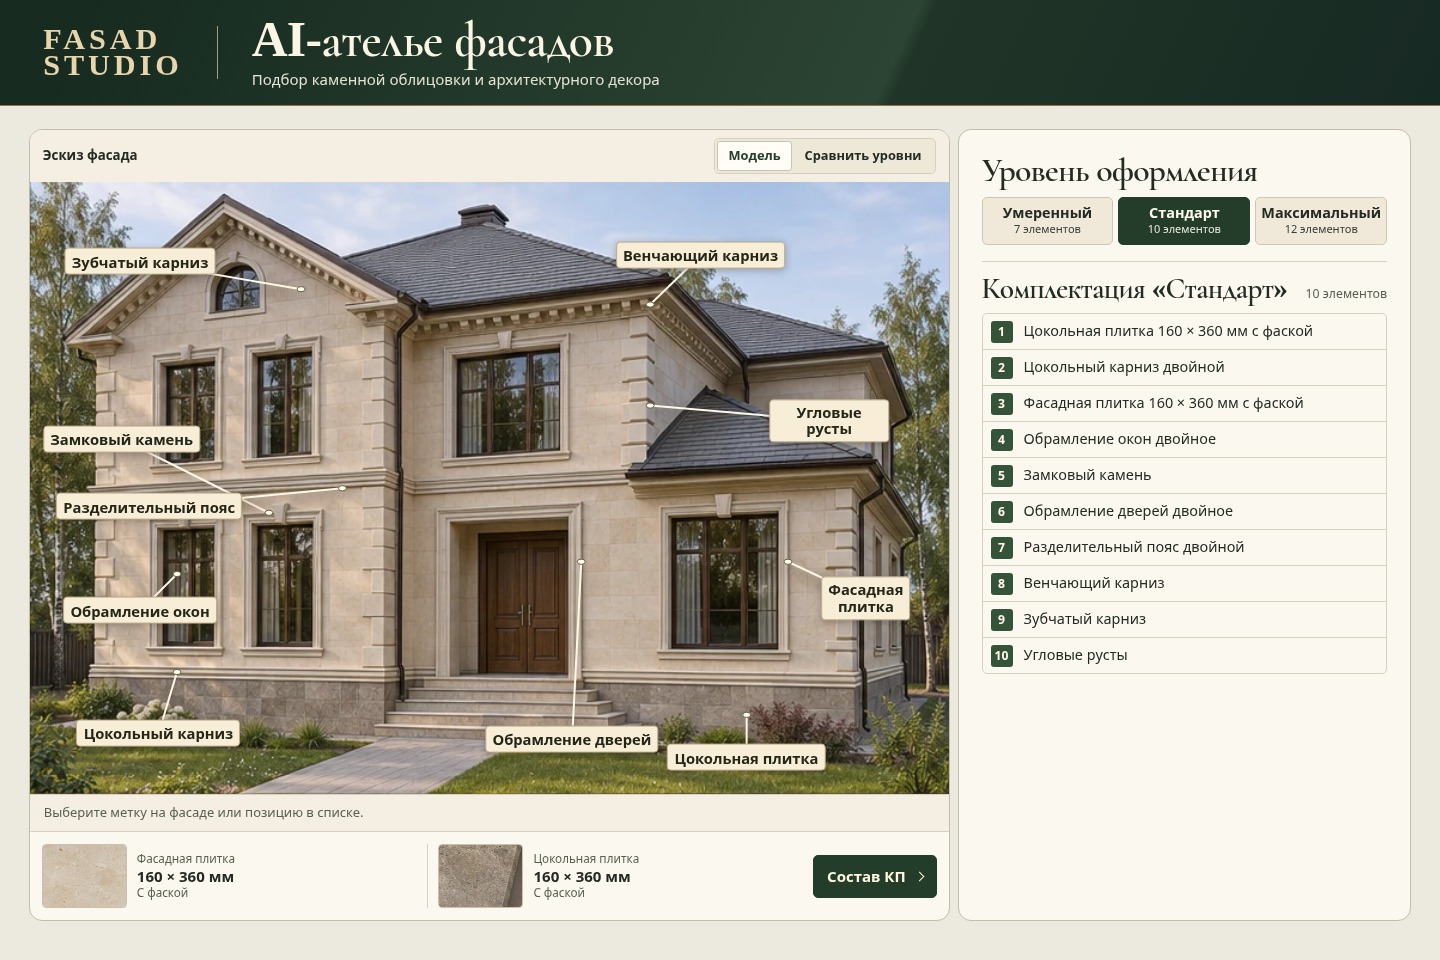 FASAD
STUDIO
AI-ателье фасадов
Подбор каменной облицовки и архитектурного декора
Эскиз фасада
Модель
Сравнить уровни
Зубчатый карниз
Венчающий карниз
Угловые
русты
Замковый камень
Разделительный пояс
Фасадная
плитка
Обрамление окон
Цокольный карниз
Обрамление дверей
Цокольная плитка
Выберите метку на фасаде или позицию в списке.
Фасадная плитка
160 × 360 мм
С фаской
Цокольная плитка
160 × 360 мм
С фаской
Состав КП
Уровень оформления
Умеренный
7 элементов
Стандарт
10 элементов
Максимальный
12 элементов
Комплектация «Стандарт»
10 элементов
1 Цокольная плитка 160 × 360 мм с фаской
2 Цокольный карниз двойной
3 Фасадная плитка 160 × 360 мм с фаской
4 Обрамление окон двойное
5 Замковый камень
6 Обрамление дверей двойное
7 Разделительный пояс двойной
8 Венчающий карниз
9 Зубчатый карниз
10 Угловые русты